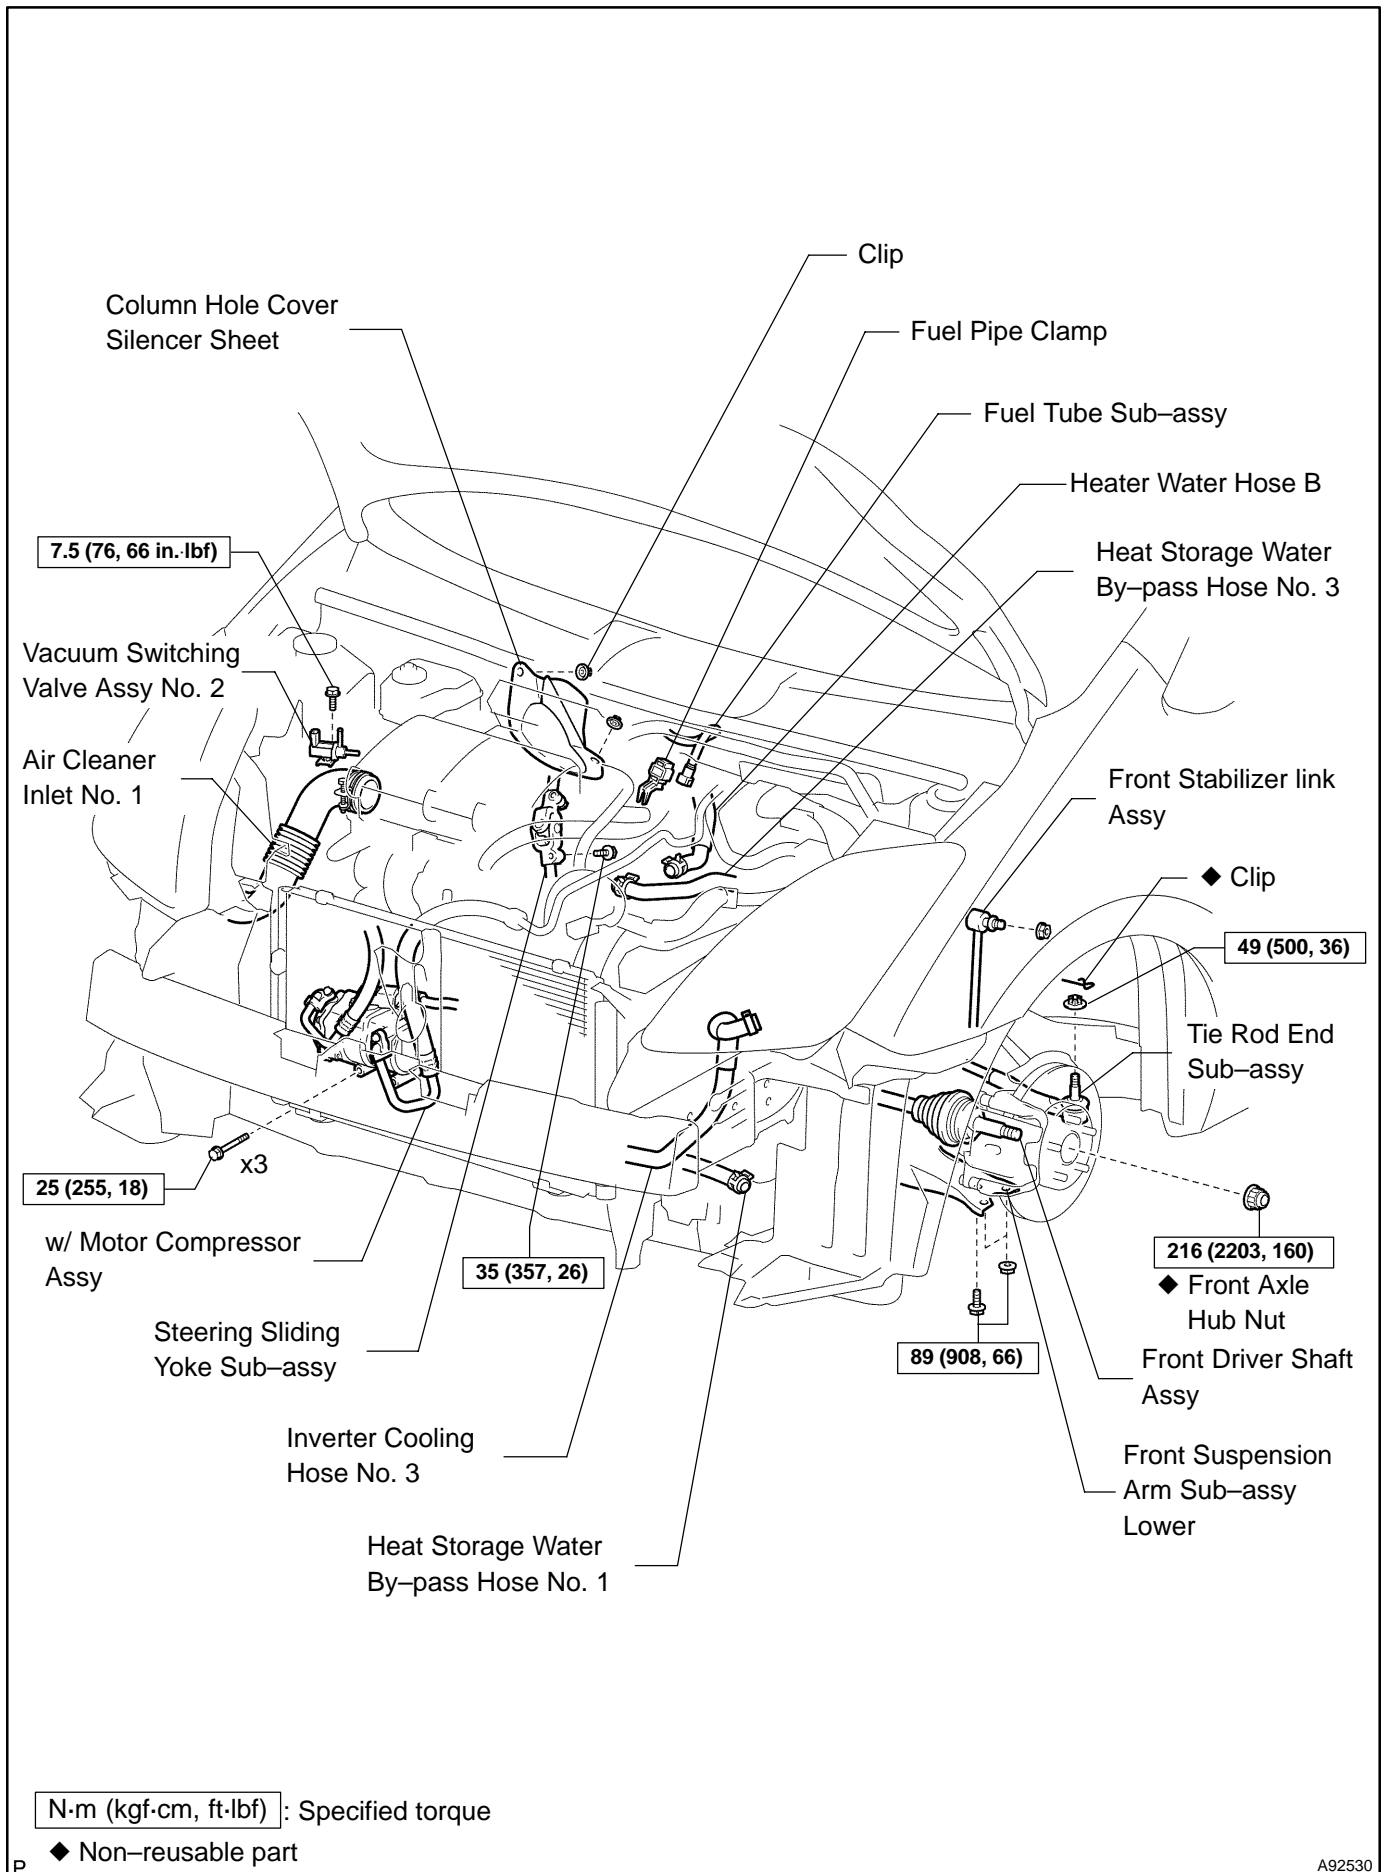 Clip
Column Hole Cover
Silencer Sheet
Fuel Pipe Clamp
Fuel Tube Sub–assy
Heater Water Hose B
7.5 (76, 66 in.·lbf)
Heat Storage Water
By–pass Hose No. 3
Vacuum Switching
Valve Assy No. 2
Air Cleaner
Inlet No. 1
Front Stabilizer link
Assy
◆ Clip
49 (500, 36)
Tie Rod End
Sub–assy
x3
25 (255, 18)
w/ Motor Compressor
Assy
35 (357, 26)
216 (2203, 160)
◆ Front Axle
Hub Nut
Steering Sliding
Yoke Sub–assy
89 (908, 66)
Front Driver Shaft
Assy
Inverter Cooling
Hose No. 3
Front Suspension
Arm Sub–assy
Lower
Heat Storage Water
By–pass Hose No. 1
N·m (kgf·cm, ft·lbf) : Specified torque
◆ Non–reusable part
P
A92530